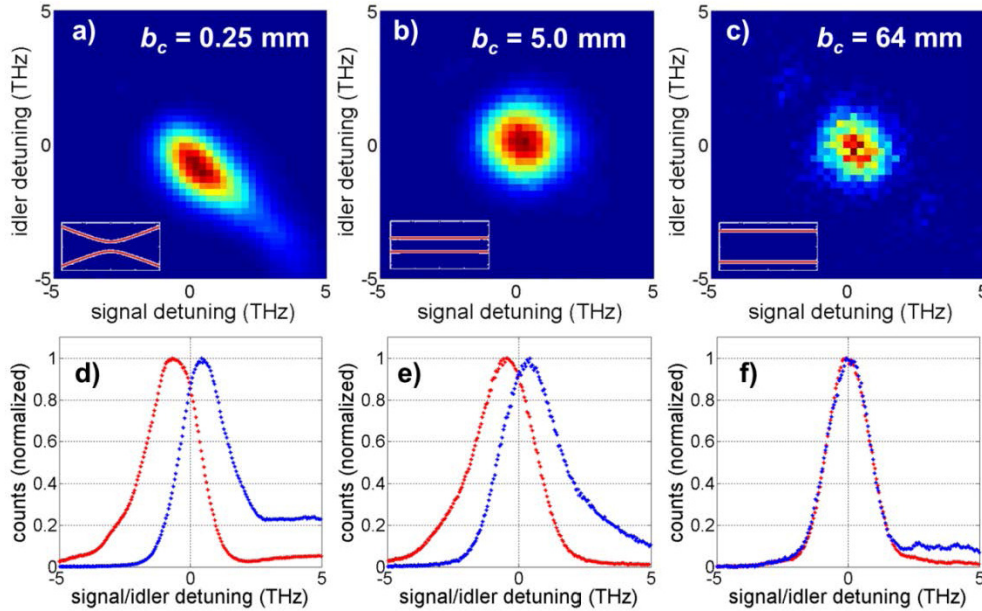 a) b_c = 0.25 mm
b) b_c = 5.0 mm
c) b_c = 64 mm
idler detuning (THz)
5
0
-5
-5 0 5
signal detuning (THz)
idler detuning (THz)
5
0
-5
-5 0 5
signal detuning (THz)
idler detuning (THz)
5
0
-5
-5 0 5
signal detuning (THz)
d)
counts (normalized)
1
0.8
0.6
0.4
0.2
0
-5 0 5
signal/idler detuning (THz)
e)
counts (normalized)
1
0.8
0.6
0.4
0.2
0
-5 0 5
signal/idler detuning (THz)
f)
counts (normalized)
1
0.8
0.6
0.4
0.2
0
-5 0 5
signal/idler detuning (THz)